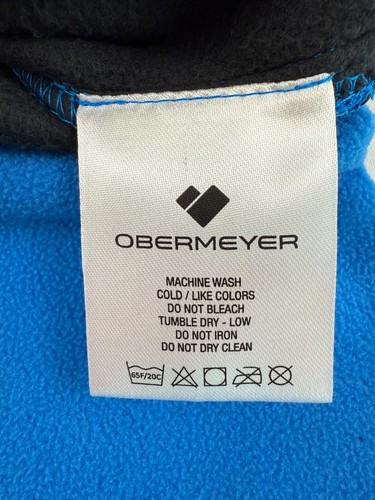 OBERMEYER
MACHINE WASH
COLD / LIKE COLORS
DO NOT BLEACH
TUMBLE DRY - LOW
DO NOT IRON
DO NOT DRY CLEAN
65F/20C